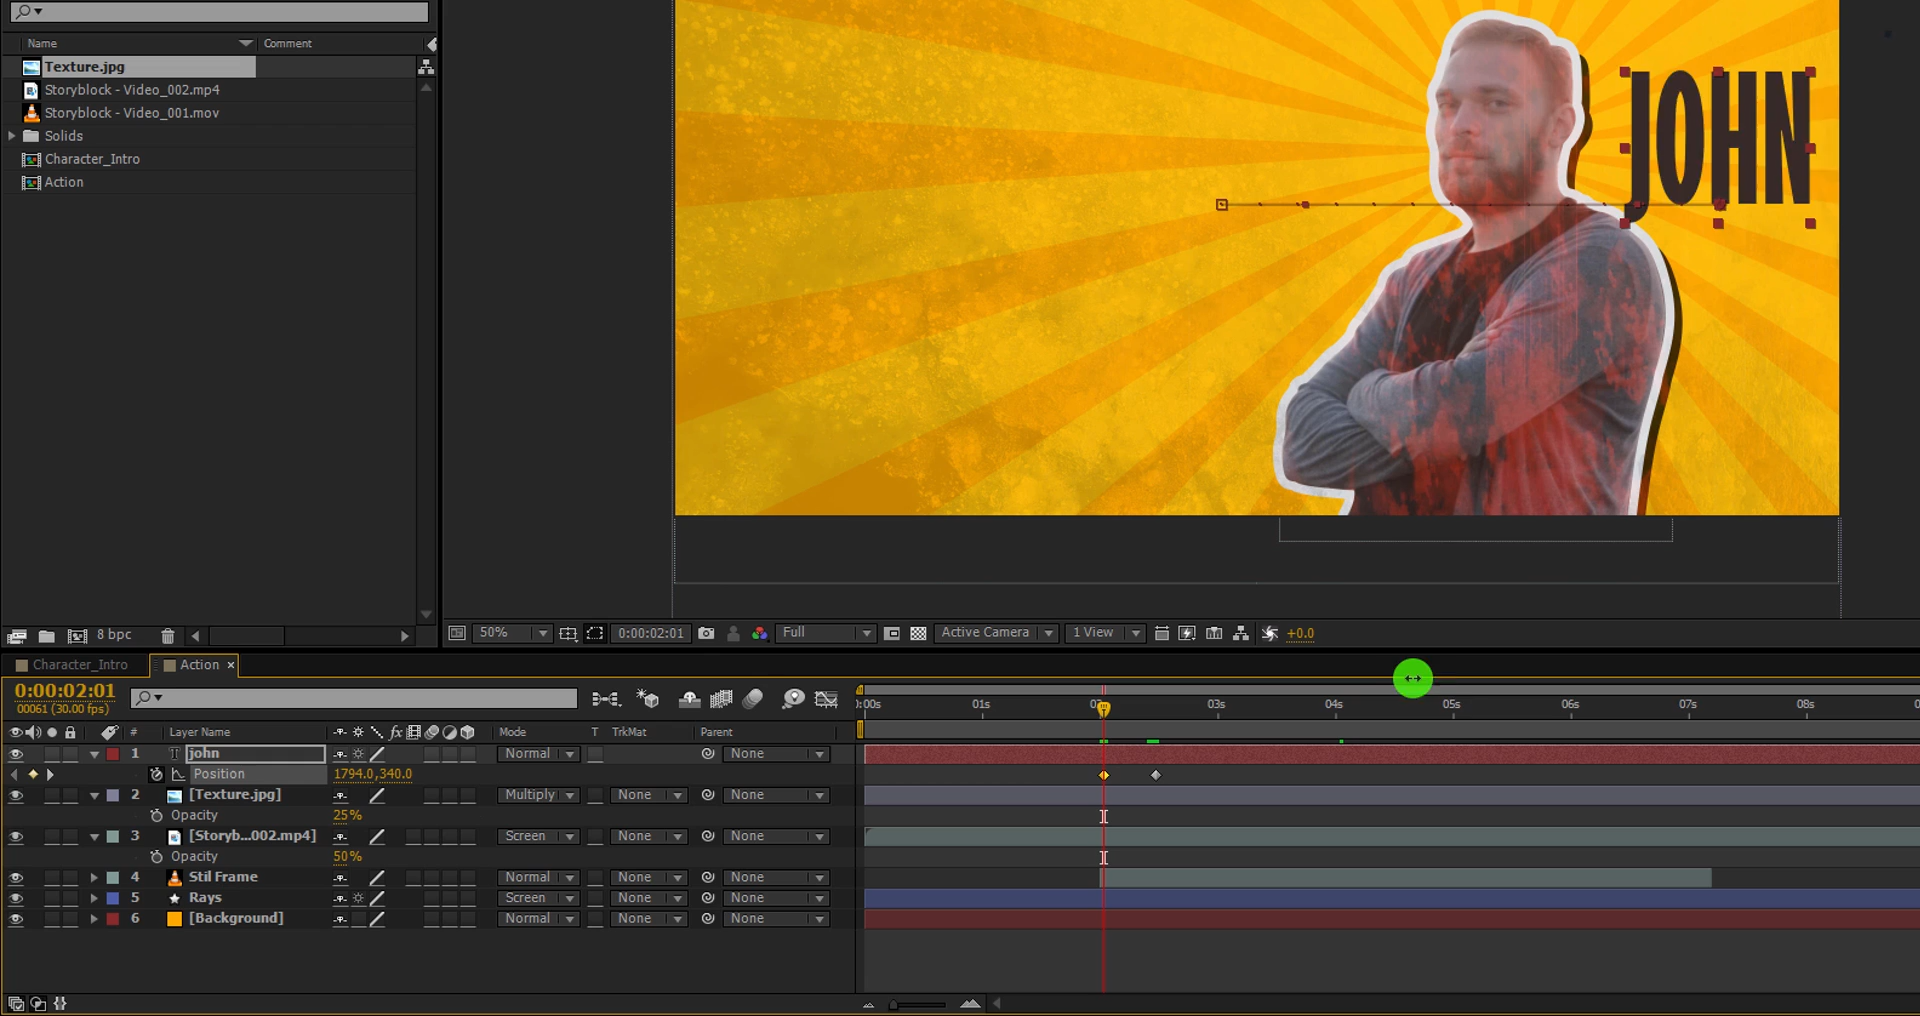 Name Comment
Texture.jpg
Storyblock - Video_002.mp4
Storyblock - Video_001.mov
Solids
Character_Intro
Action
JOHN
8 bpc
50% 0:00:02:01 Full Active Camera 1 View +0.0
Character_Intro Action ×
0:00:02:01
00061 (30.00 fps)
:00s 01s 03s 04s 05s 06s 07s 08s
# Layer Name fx Mode T TrkMat Parent
1 T john Normal None
Position 1794.0,340.0
2 [Texture.jpg] Multiply None None
Opacity 25%
3 [Storyb...002.mp4] Screen None None
Opacity 50%
4 Stil Frame Normal None None
5 Rays Screen None None
6 [Background] Normal None None